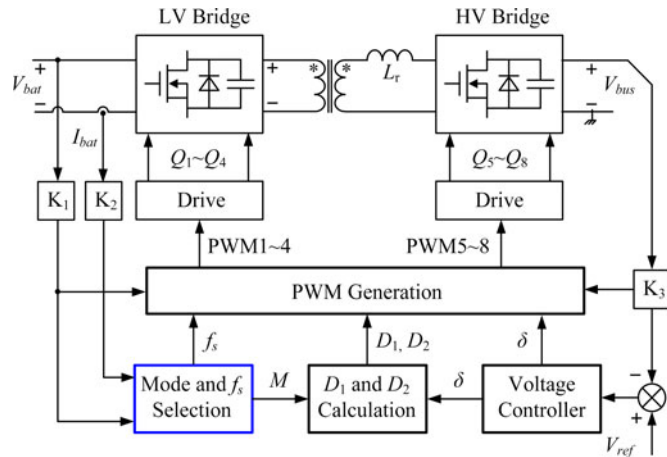 LV Bridge
HV Bridge
+
V_bat
−
+
*
*
−
L_r
+
V_bus
−
I_bat
Q_1~Q_4
Q_5~Q_8
K_1
K_2
Drive
Drive
PWM1~4
PWM5~8
PWM Generation
K_3
f_s
D_1, D_2
δ
Mode and f_s
Selection
M
D_1 and D_2
Calculation
δ
Voltage
Controller
−
+
V_ref